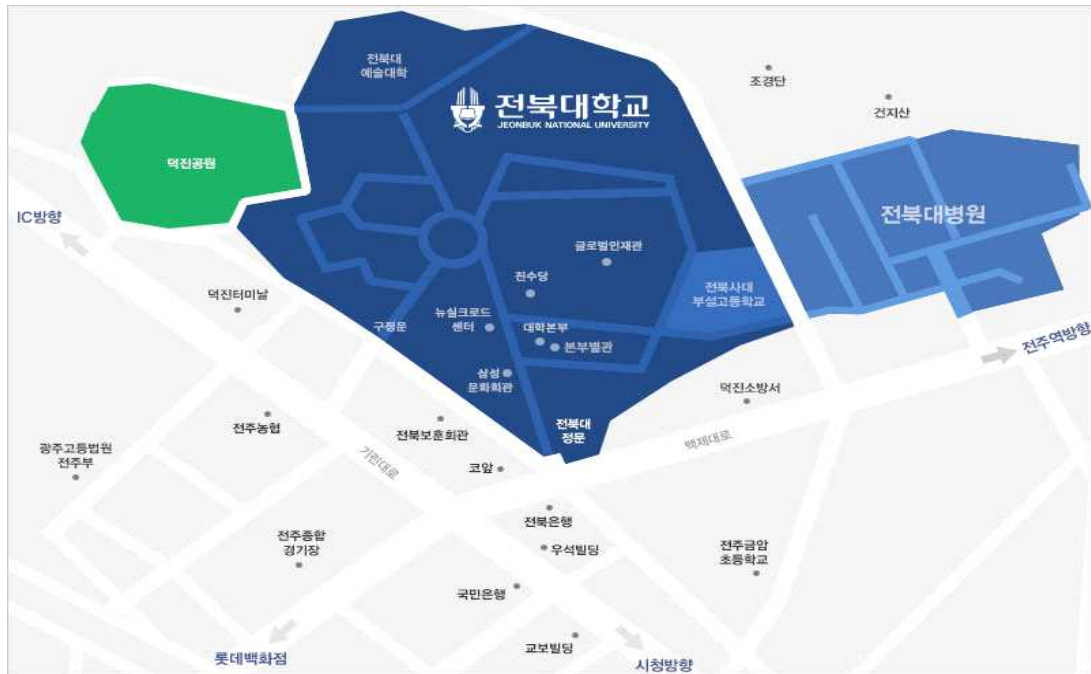 전북대
예술대학
전북대학교
JEONBUK NATIONAL UNIVERSITY
조경단
건지산
덕진공원
전북대병원
IC방향
글로벌인재관
진수당
전북사대
부설고등학교
덕진터미날
뉴실크로드
센터
구정문
대학본부
본부별관
전주역방향
삼성
문화회관
덕진소방서
전주농협
전북보훈회관
전북대
정문
백제대로
광주고등법원
전주부
기린대로
코앞
전북은행
전주종합
경기장
우석빌딩
전주금암
초등학교
국민은행
교보빌딩
롯데백화점
시청방향